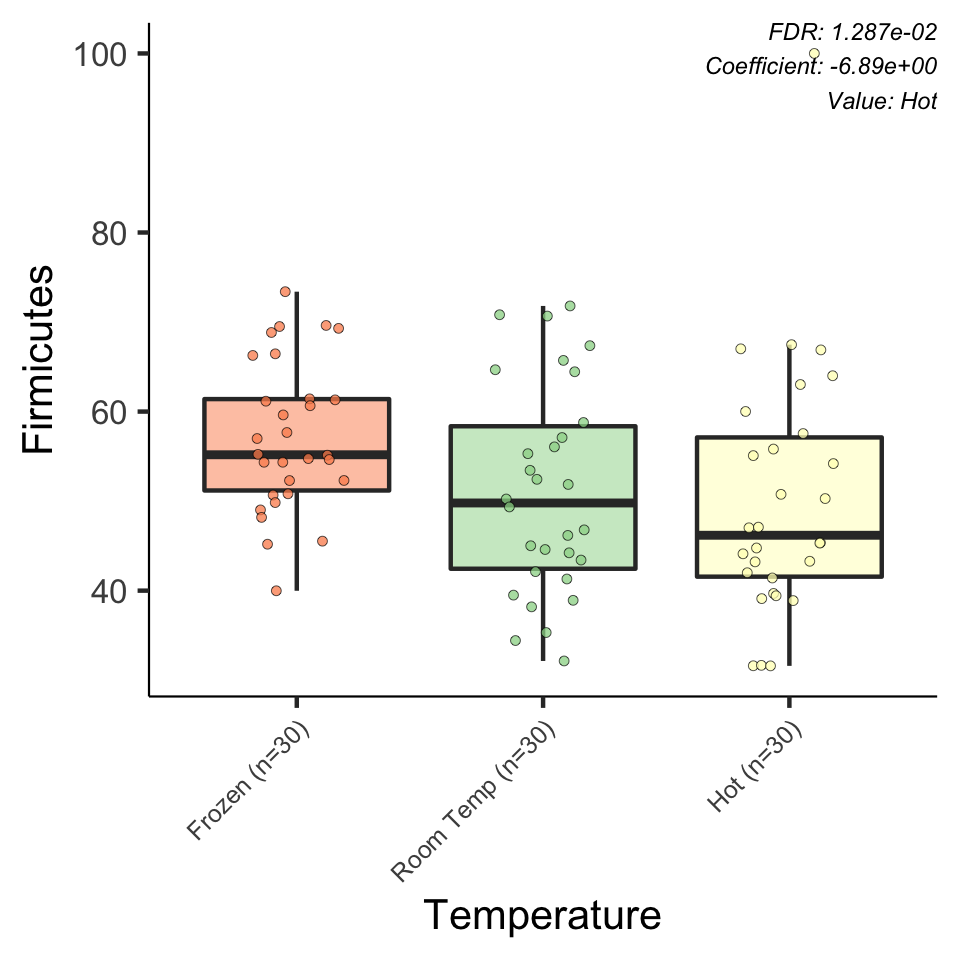 FDR: 1.287e-02
Coefficient: -6.89e+00
Value: Hot
Firmicutes
100
80
60
40
Frozen (n=30)
Room Temp (n=30)
Hot (n=30)
Temperature